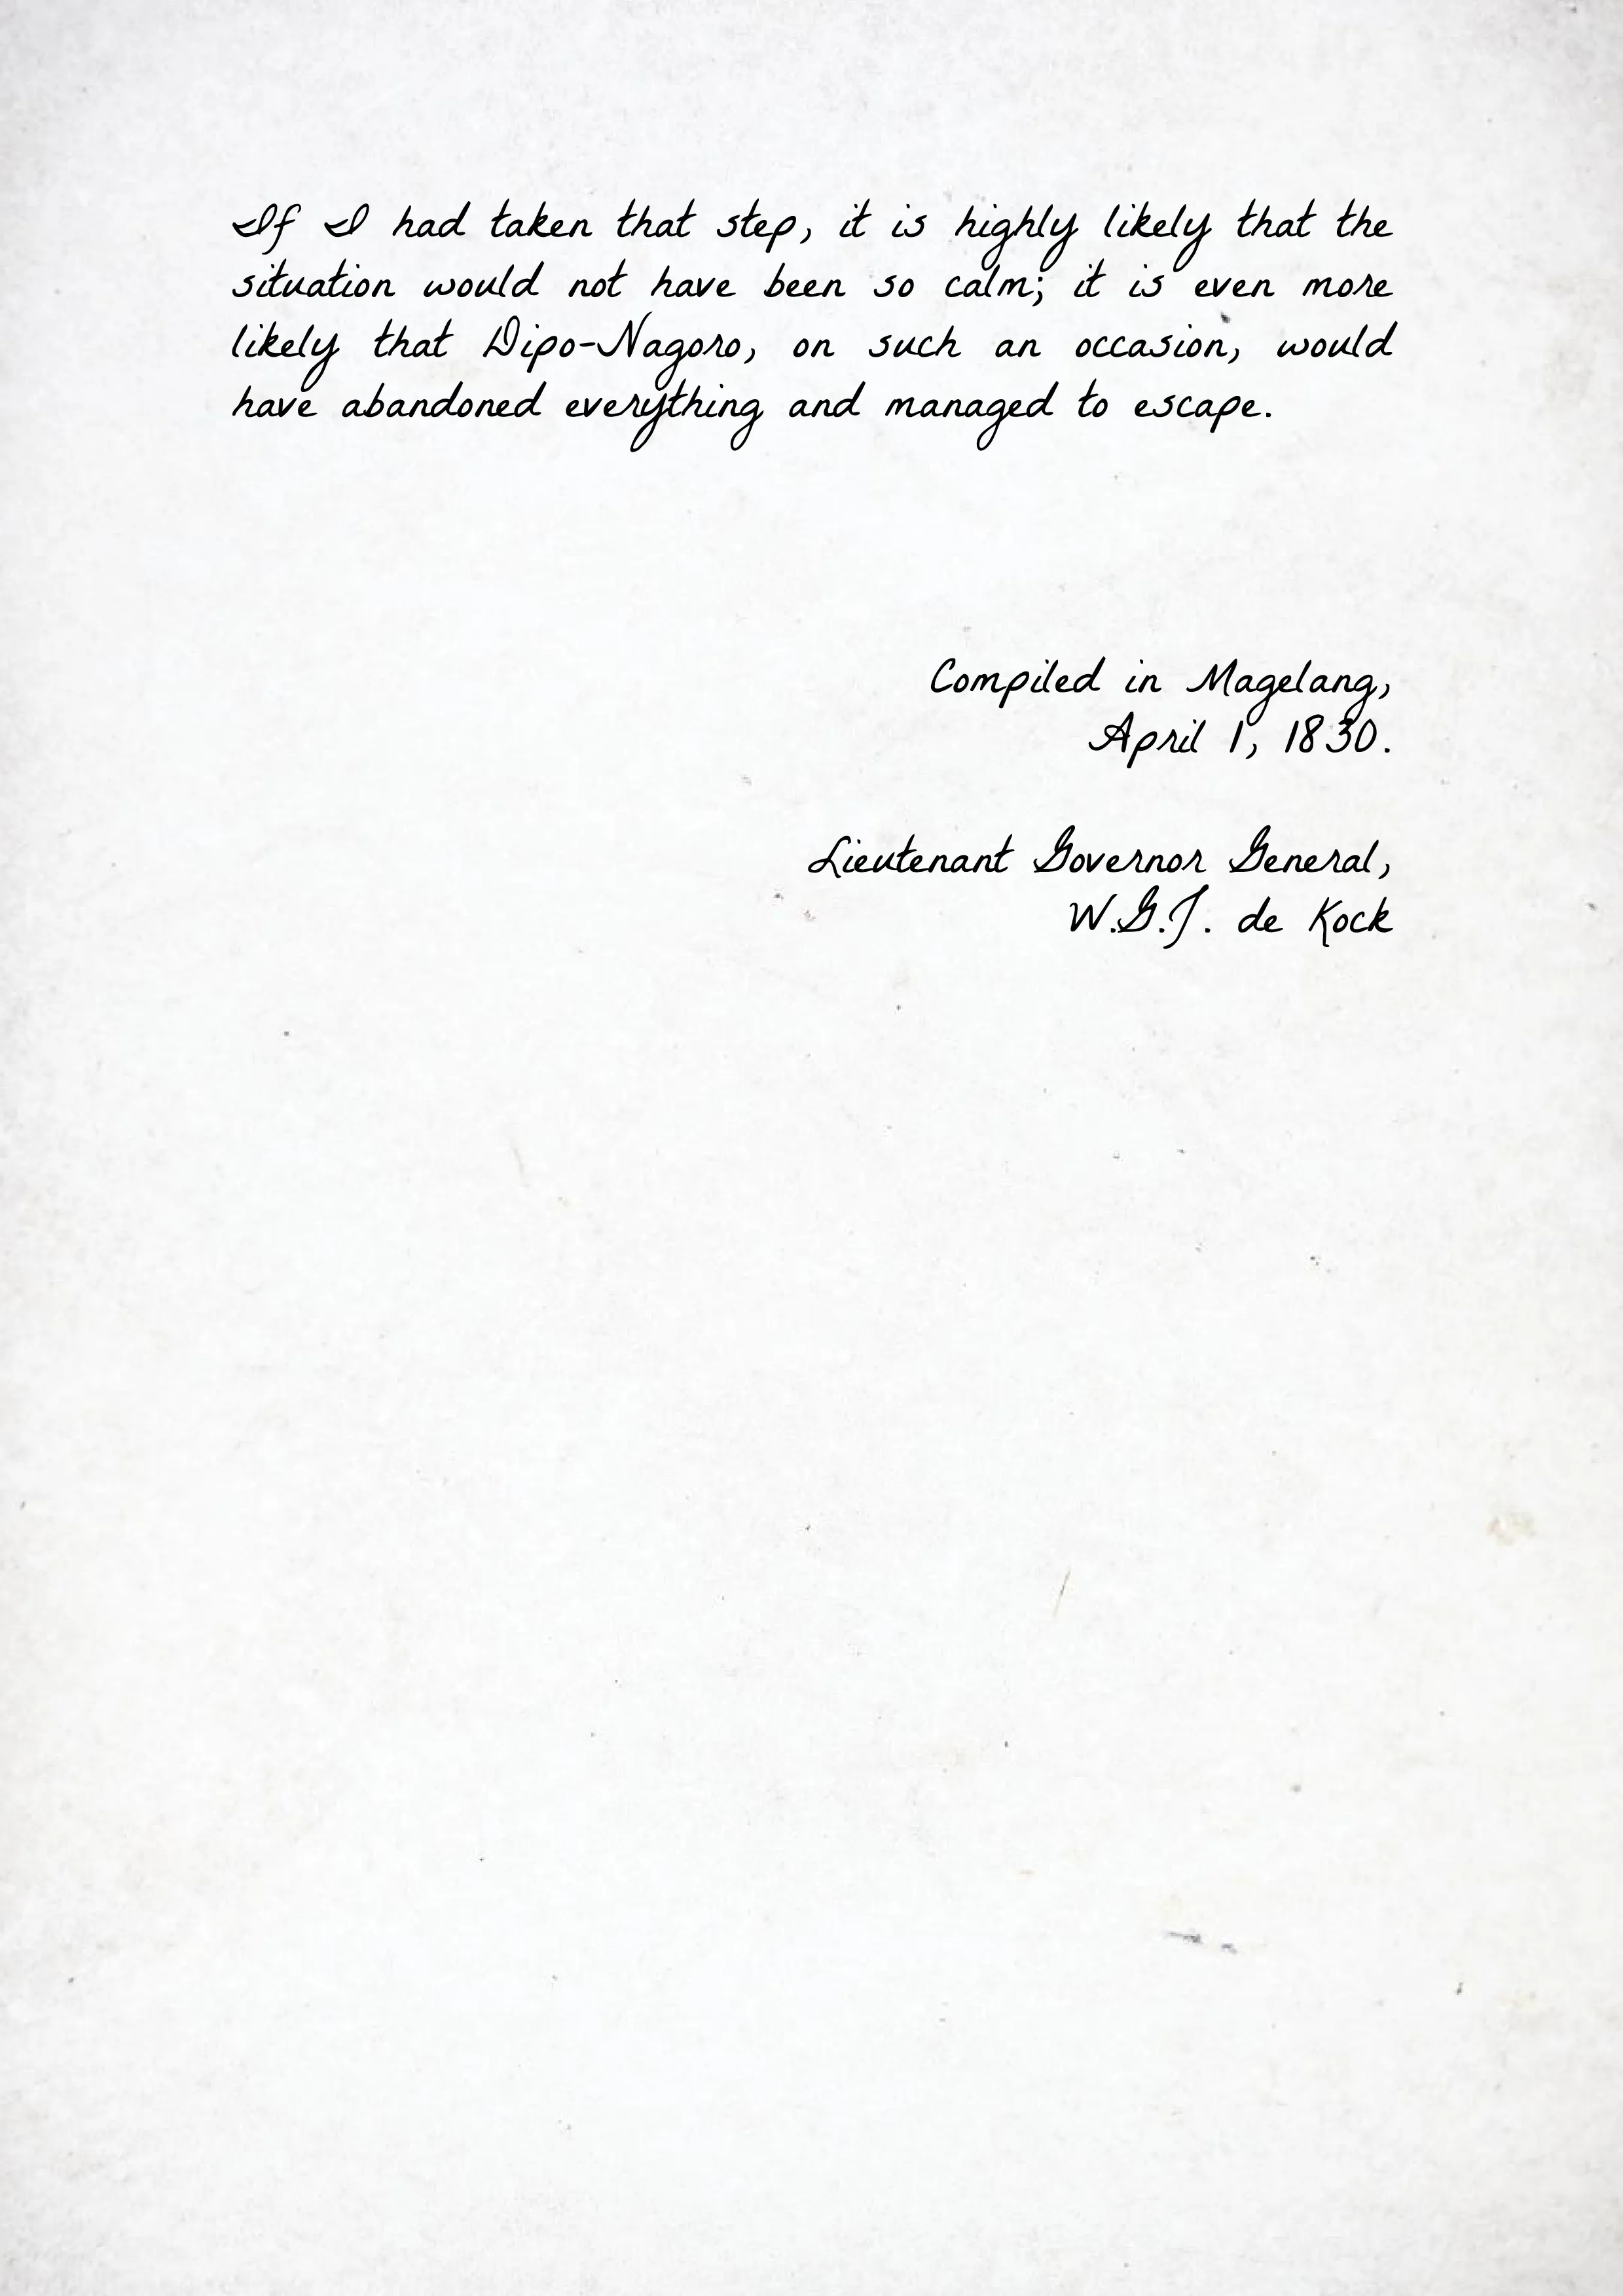 If I had taken that step, it is highly likely that the
situation would not have been so calm; it is even more
likely that Dipo-Nagoro, on such an occasion, would
have abandoned everything and managed to escape.
Compiled in Magelang,
April 1, 1830.
Lieutenant Governor General,
W.G.J. de Kock